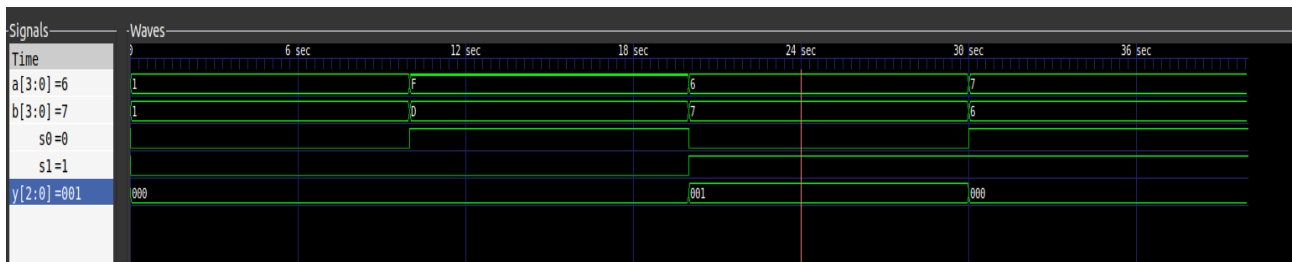 Signals Waves
Time 6 sec 12 sec 18 sec 24 sec 30 sec 36 sec
a[3:0]=6 1 F 6 7
b[3:0]=7 1 D 7 6
s0=0
s1=1
y[2:0]=001 000 001 000